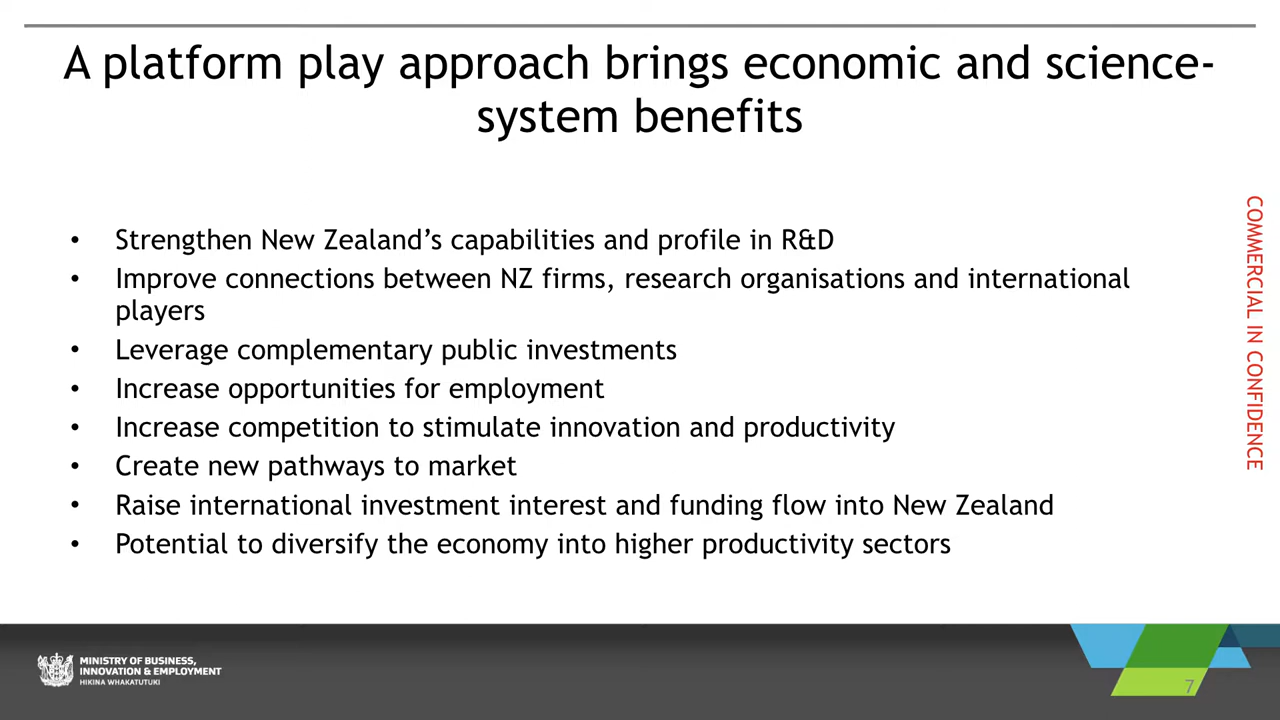 A platform play approach brings economic and science-
system benefits
• Strengthen New Zealand’s capabilities and profile in R&D
• Improve connections between NZ firms, research organisations and international
players
• Leverage complementary public investments
• Increase opportunities for employment
• Increase competition to stimulate innovation and productivity
• Create new pathways to market
• Raise international investment interest and funding flow into New Zealand
• Potential to diversify the economy into higher productivity sectors
COMMERCIAL IN CONFIDENCE
MINISTRY OF BUSINESS,
INNOVATION & EMPLOYMENT
HIKINA WHAKATUTUKI
7